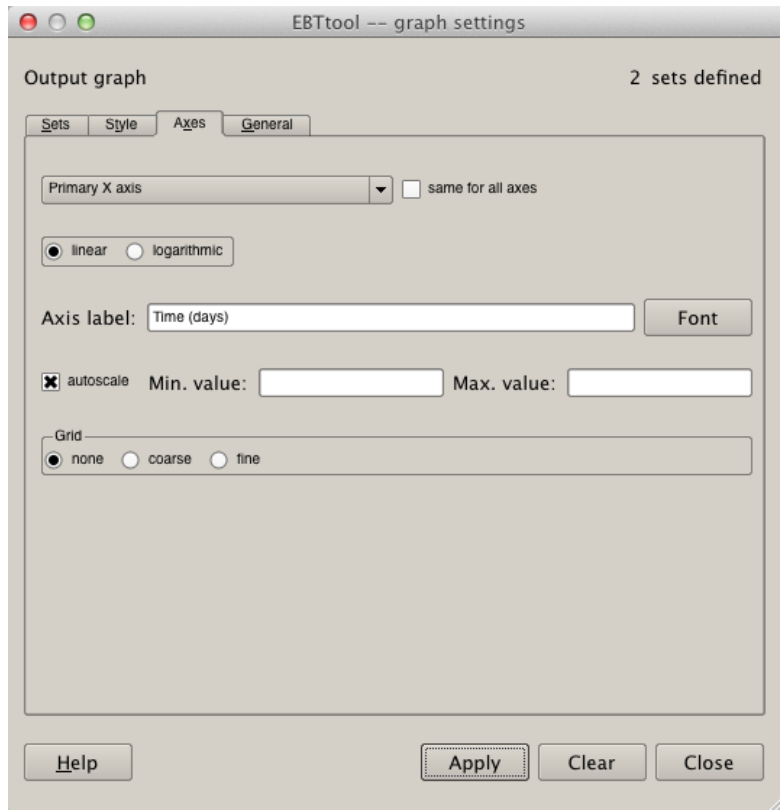 EBTtool -- graph settings
Output graph 2 sets defined
Sets Style Axes General
Primary X axis same for all axes
linear logarithmic
Axis label: Time (days) Font
autoscale Min. value: Max. value:
Grid
none coarse fine
Help Apply Clear Close